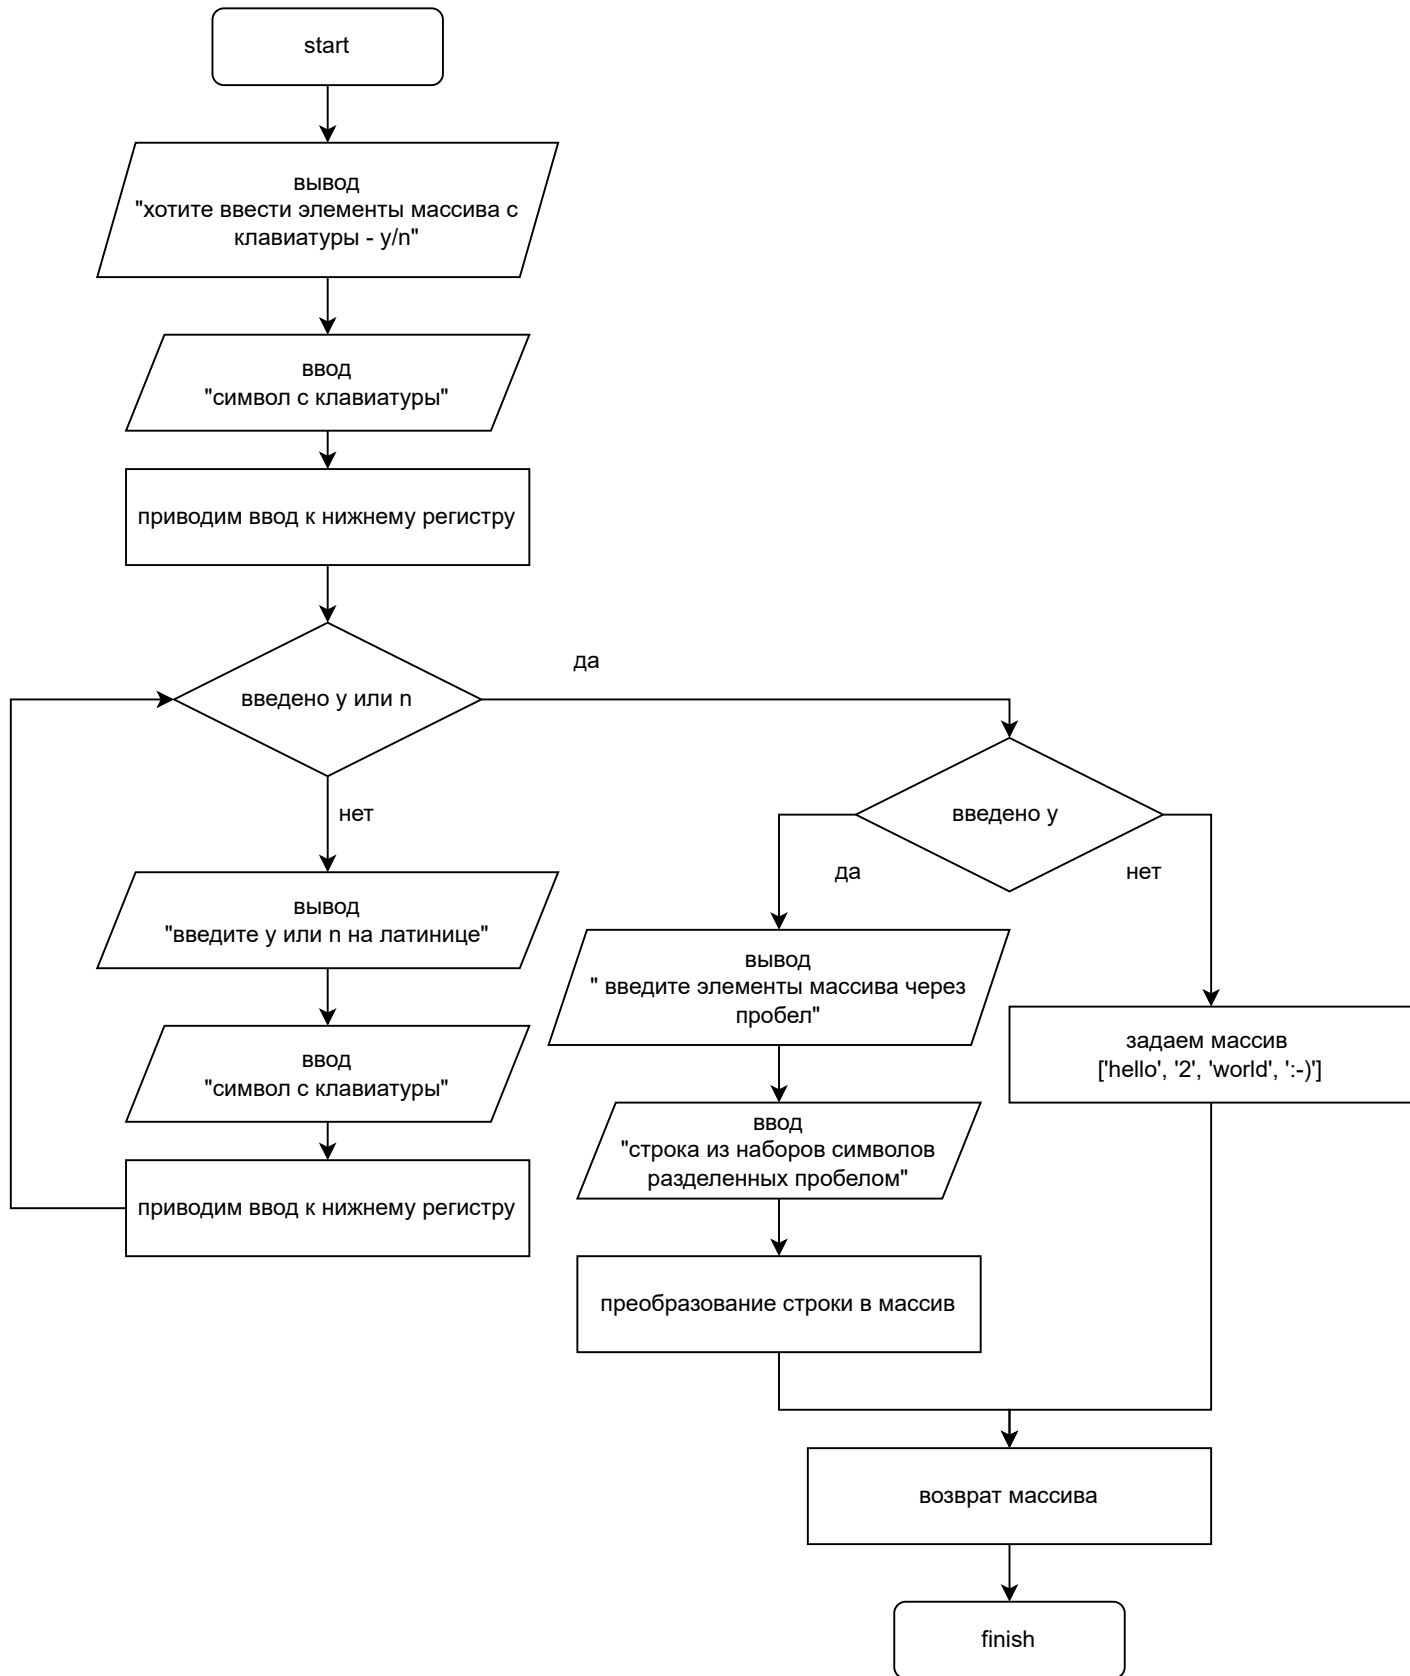 start
вывод
"хотите ввести элементы массива с
клавиатуры - y/n"
ввод
"символ с клавиатуры"
приводим ввод к нижнему регистру
введено y или n
да
нет
вывод
"введите y или n на латинице"
ввод
"символ с клавиатуры"
приводим ввод к нижнему регистру
введено y
да
нет
вывод
" введите элементы массива через
пробел"
ввод
"строка из наборов символов
разделенных пробелом"
преобразование строки в массив
задаем массив
['hello', '2', 'world', ':-)']
возврат массива
finish